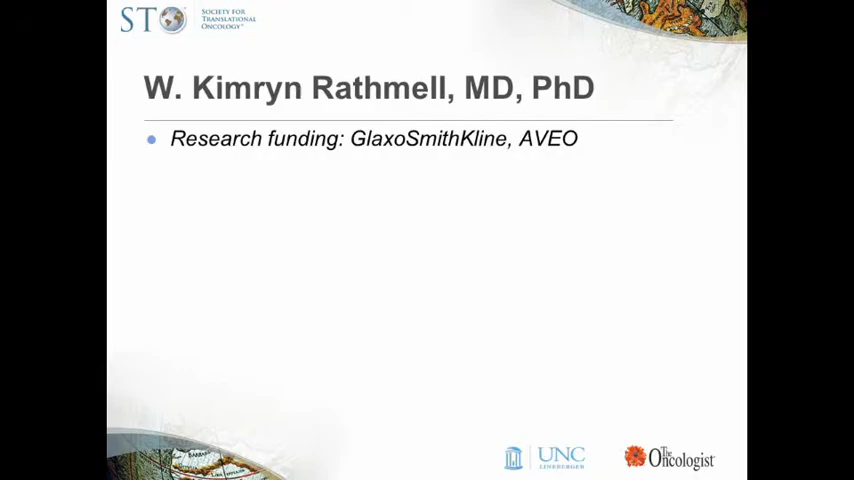 STO
SOCIETY FOR
TRANSLATIONAL
ONCOLOGY
W. Kimryn Rathmell, MD, PhD
Research funding: GlaxoSmithKline, AVEO
UNC
LINEBERGER
The
Oncologist